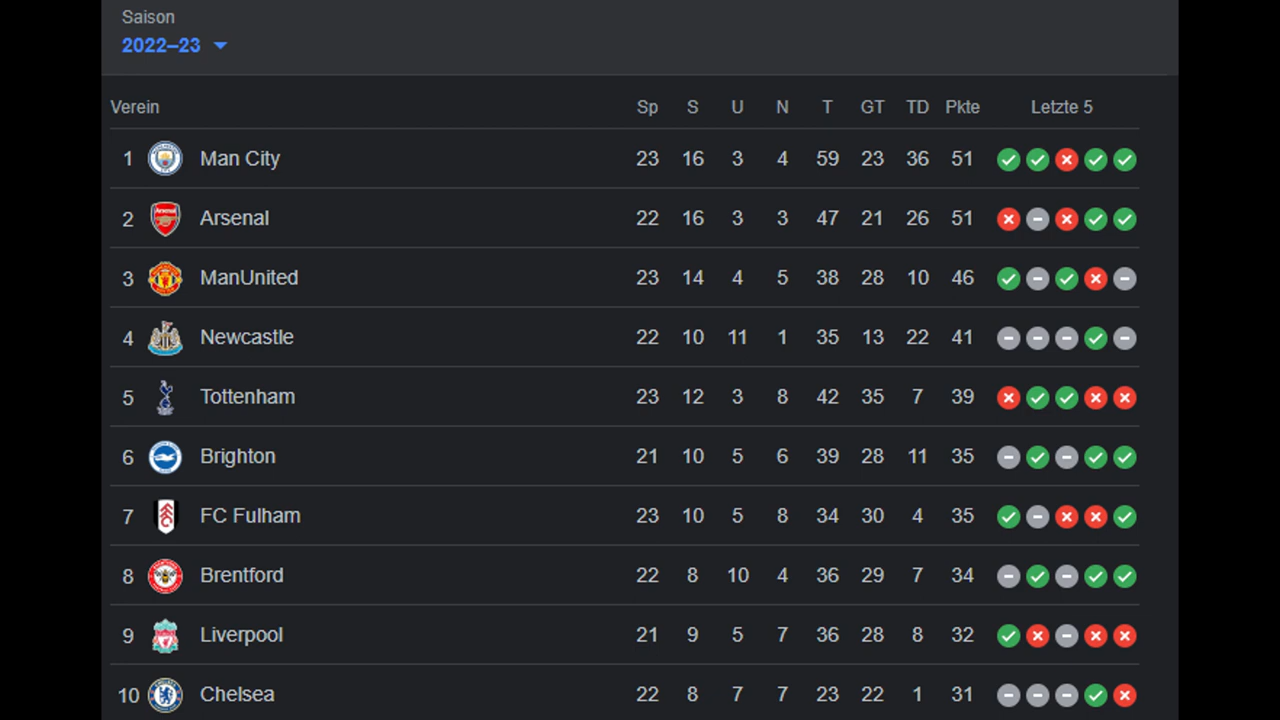 Saison
2022–23
Verein Sp S U N T GT TD Pkte Letzte 5
1 Man City 23 16 3 4 59 23 36 51
2 Arsenal 22 16 3 3 47 21 26 51
3 ManUnited 23 14 4 5 38 28 10 46
4 Newcastle 22 10 11 1 35 13 22 41
5 Tottenham 23 12 3 8 42 35 7 39
6 Brighton 21 10 5 6 39 28 11 35
7 FC Fulham 23 10 5 8 34 30 4 35
8 Brentford 22 8 10 4 36 29 7 34
9 Liverpool 21 9 5 7 36 28 8 32
10 Chelsea 22 8 7 7 23 22 1 31